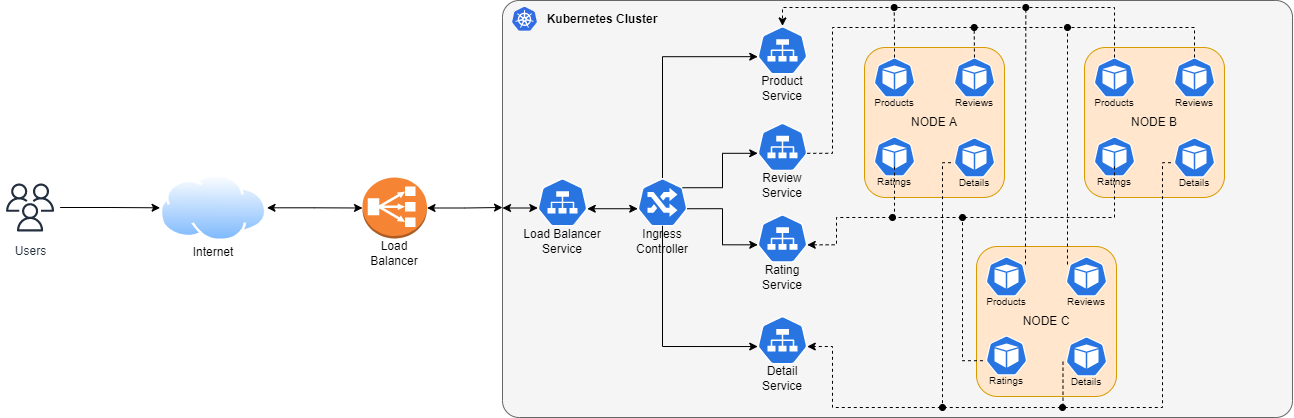 Kubernetes Cluster
Users
Internet
Load
Balancer
Load Balancer
Service
Ingress
Controller
Product
Service
Review
Service
Rating
Service
Detail
Service
Products
Reviews
NODE A
Ratings
Details
Products
Reviews
NODE B
Ratings
Details
Products
Reviews
NODE C
Ratings
Details